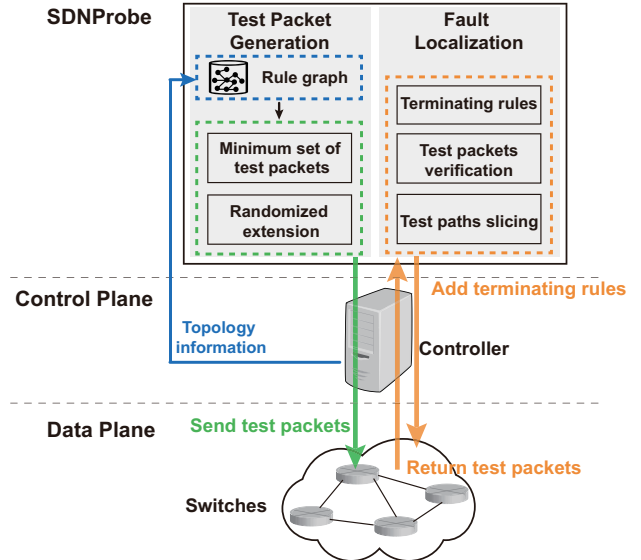 SDNProbe
Test Packet
Generation
Fault
Localization
Rule graph
Minimum set of
test packets
Randomized
extension
Terminating rules
Test packets
verification
Test paths slicing
Add terminating rules
Control Plane
Topology
information
Controller
Data Plane
Send test packets
Return test packets
Switches